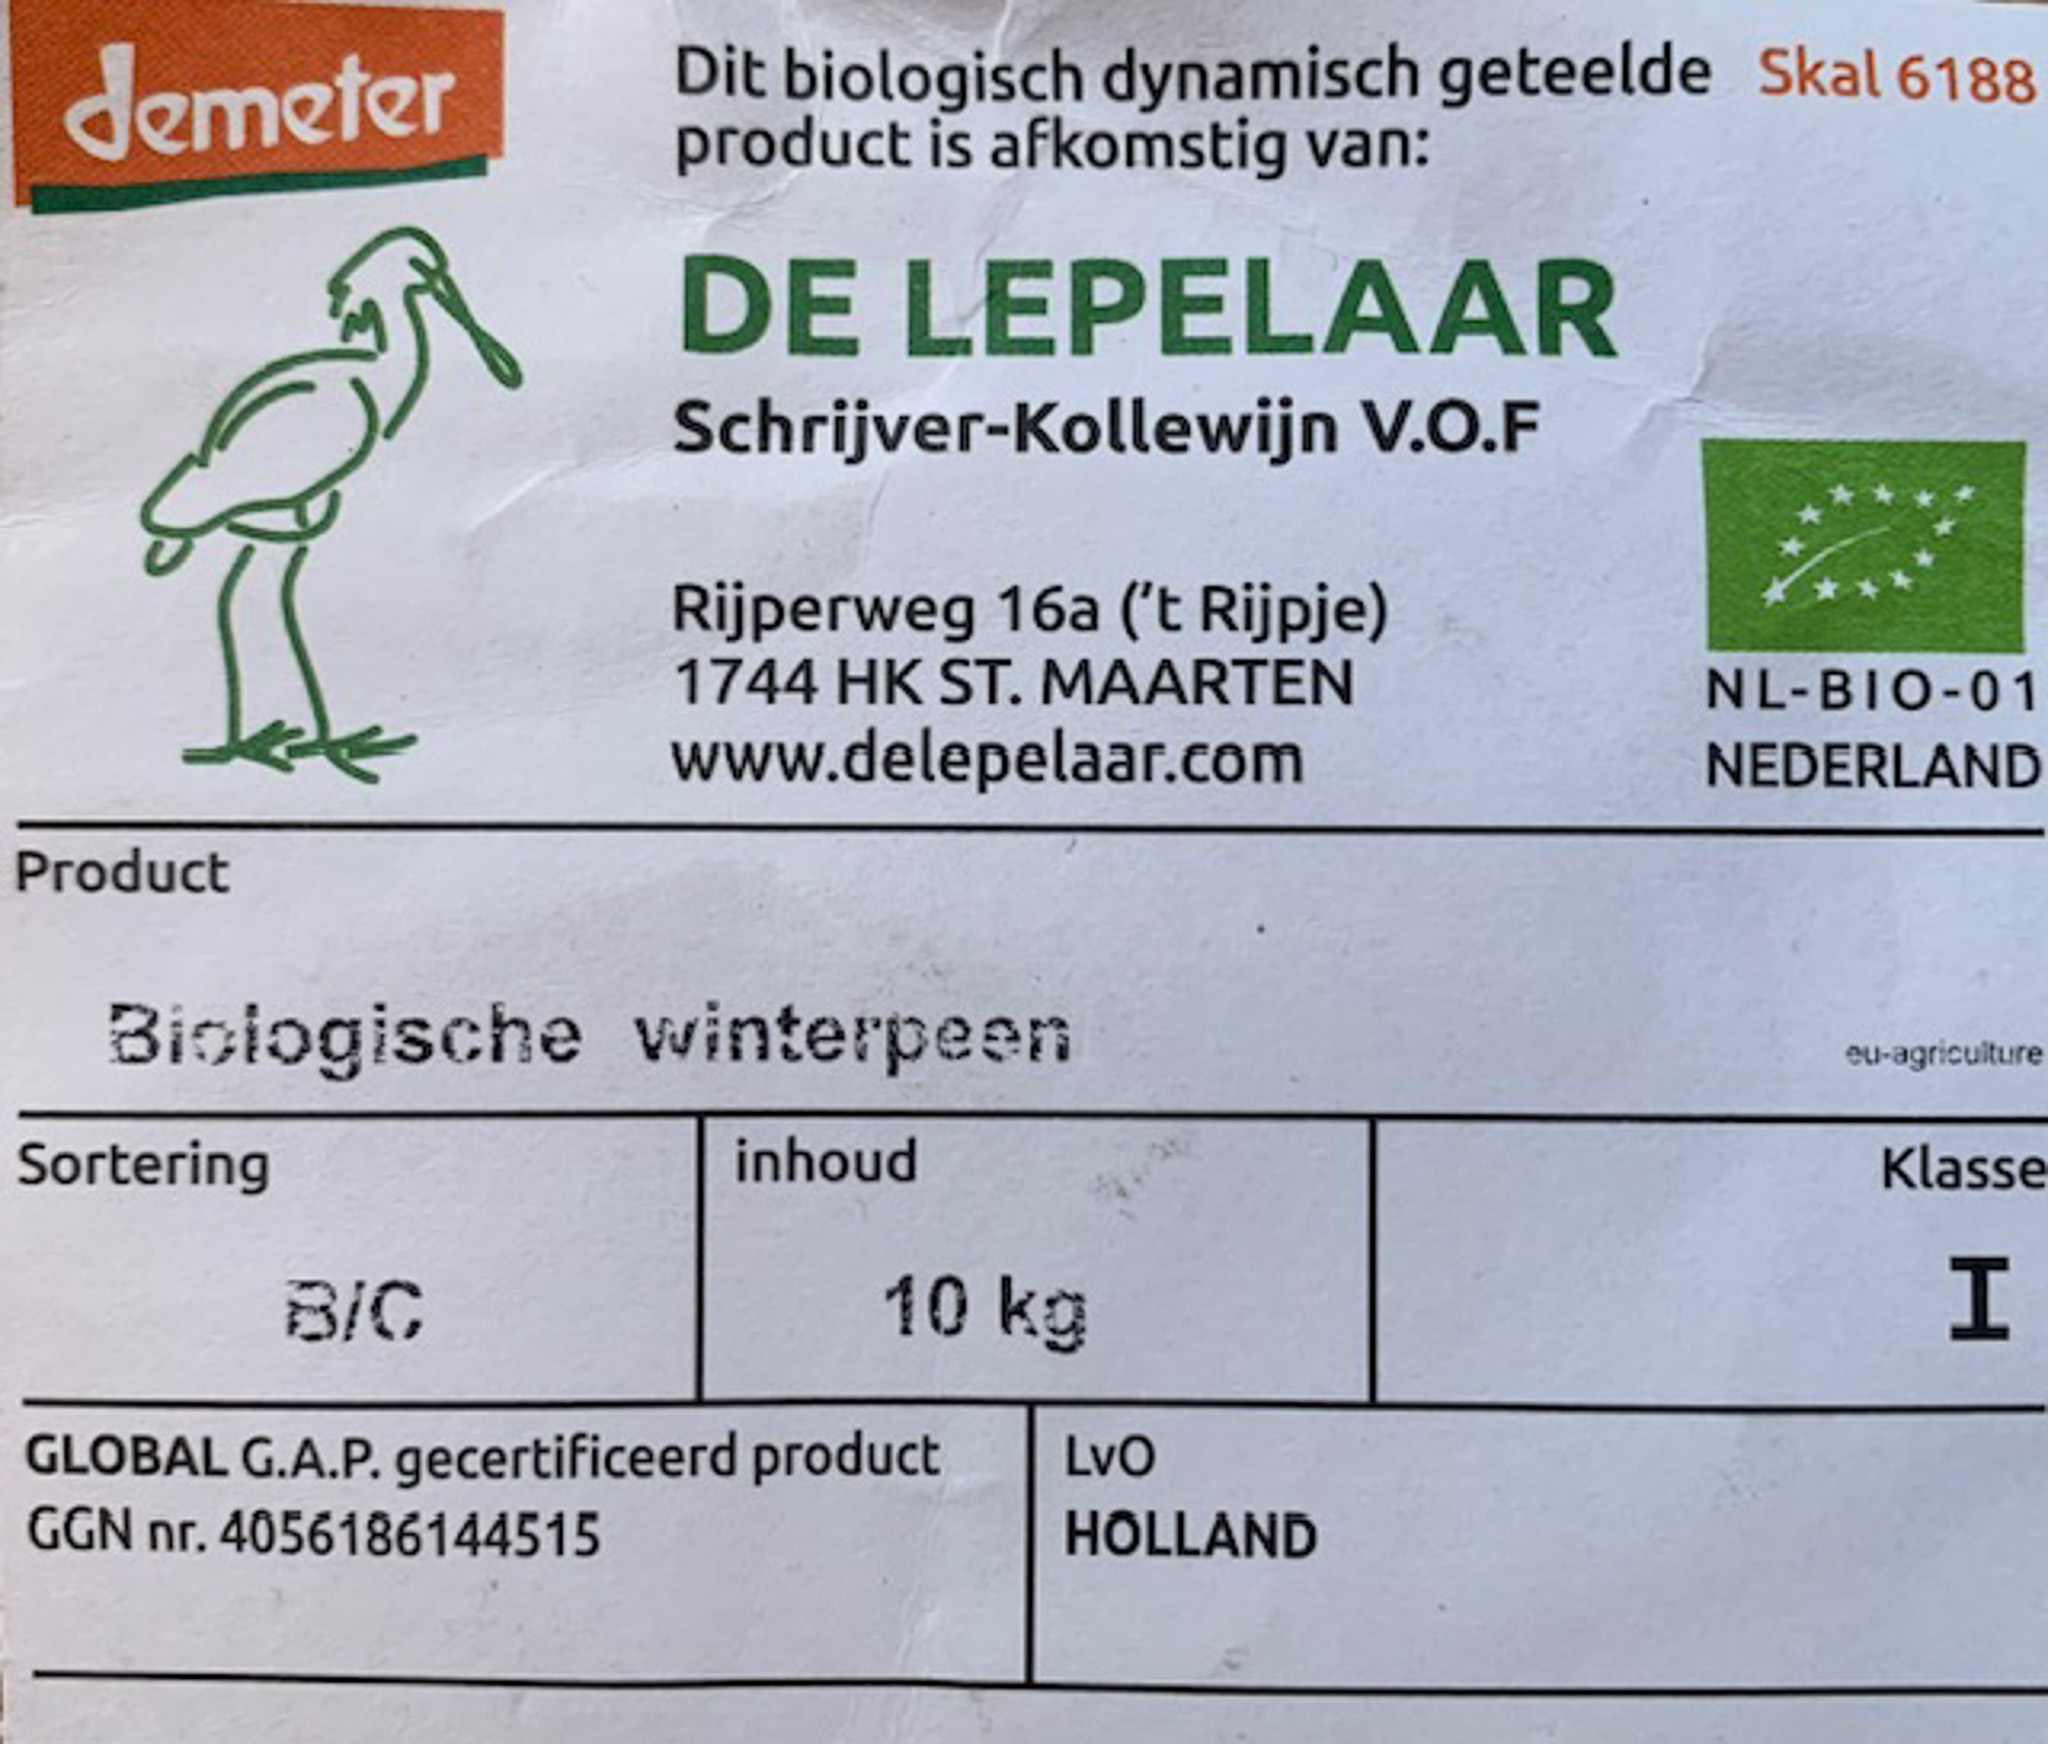 demeter
Dit biologisch dynamisch geteelde Skal 6188
product is afkomstig van:
DE LEPELAAR
Schrijver-Kollewijn V.O.F
Rijperweg 16a ('t Rijpje)
1744 HK ST. MAARTEN
www.delepelaar.com
NL-BIO-01
NEDERLAND
Product
Biologische winterpeen
eu-agriculture
Sortering
B/C
inhoud
10 kg
Klasse
I
GLOBAL G.A.P. gecertificeerd product
GGN nr. 4056186144515
LvO
HOLLAND